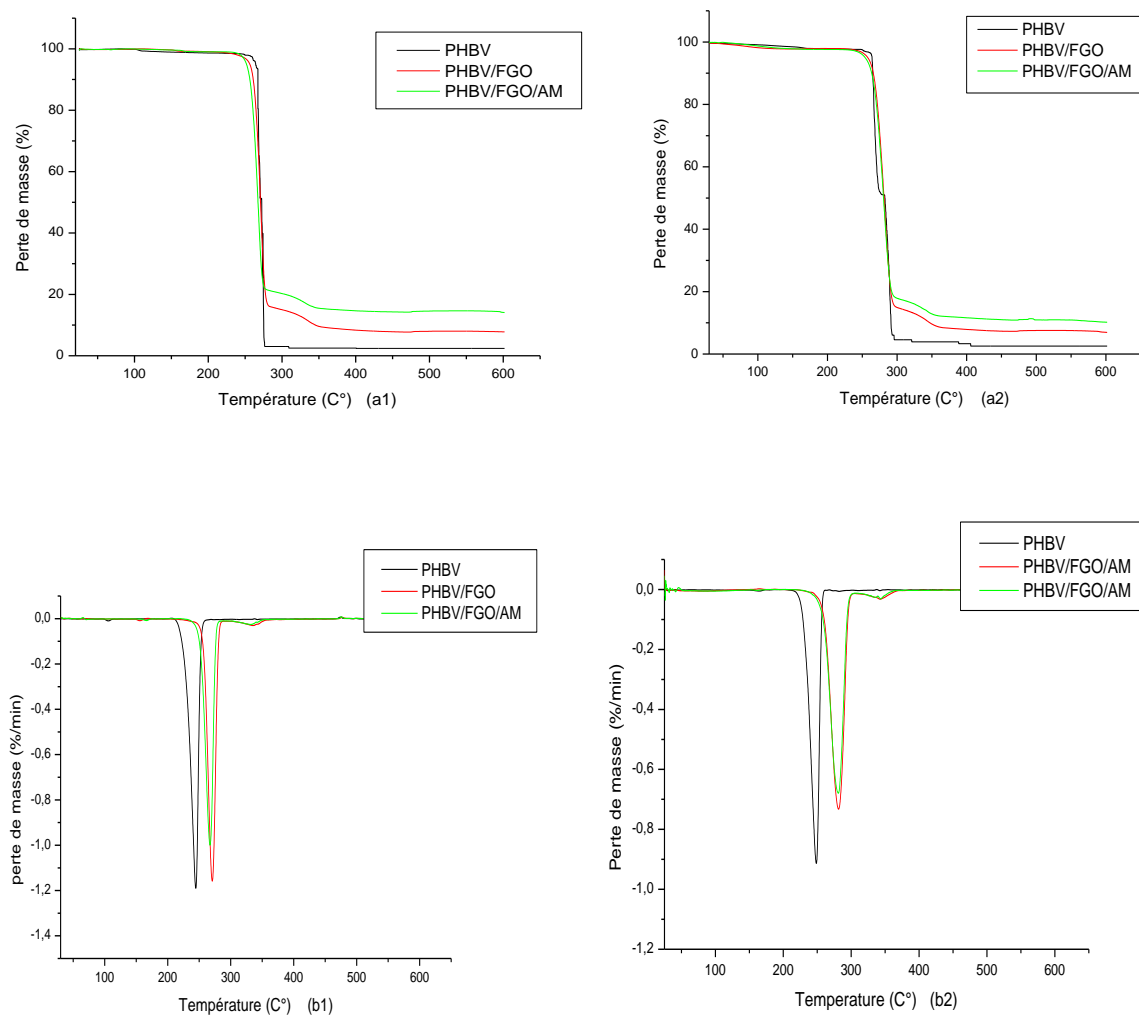 PHBV
PHBV/FGO
PHBV/FGO/AM
Perte de masse (%)
100
80
60
40
20
0
100 200 300 400 500 600
Température (C°) (a1)
PHBV
PHBV/FGO
PHBV/FGO/AM
Perte de masse (%)
100
80
60
40
20
0
100 200 300 400 500 600
Température (C°) (a2)
PHBV
PHBV/FGO
PHBV/FGO/AM
perte de masse (%/min)
0,0
-0,2
-0,4
-0,6
-0,8
-1,0
-1,2
-1,4
100 200 300 400 500 600
Température (C°) (b1)
PHBV
PHBV/FGO/AM
PHBV/FGO/AM
Perte de masse (%/min)
0,0
-0,2
-0,4
-0,6
-0,8
-1,0
-1,2
100 200 300 400 500 600
Temperature (C°) (b2)